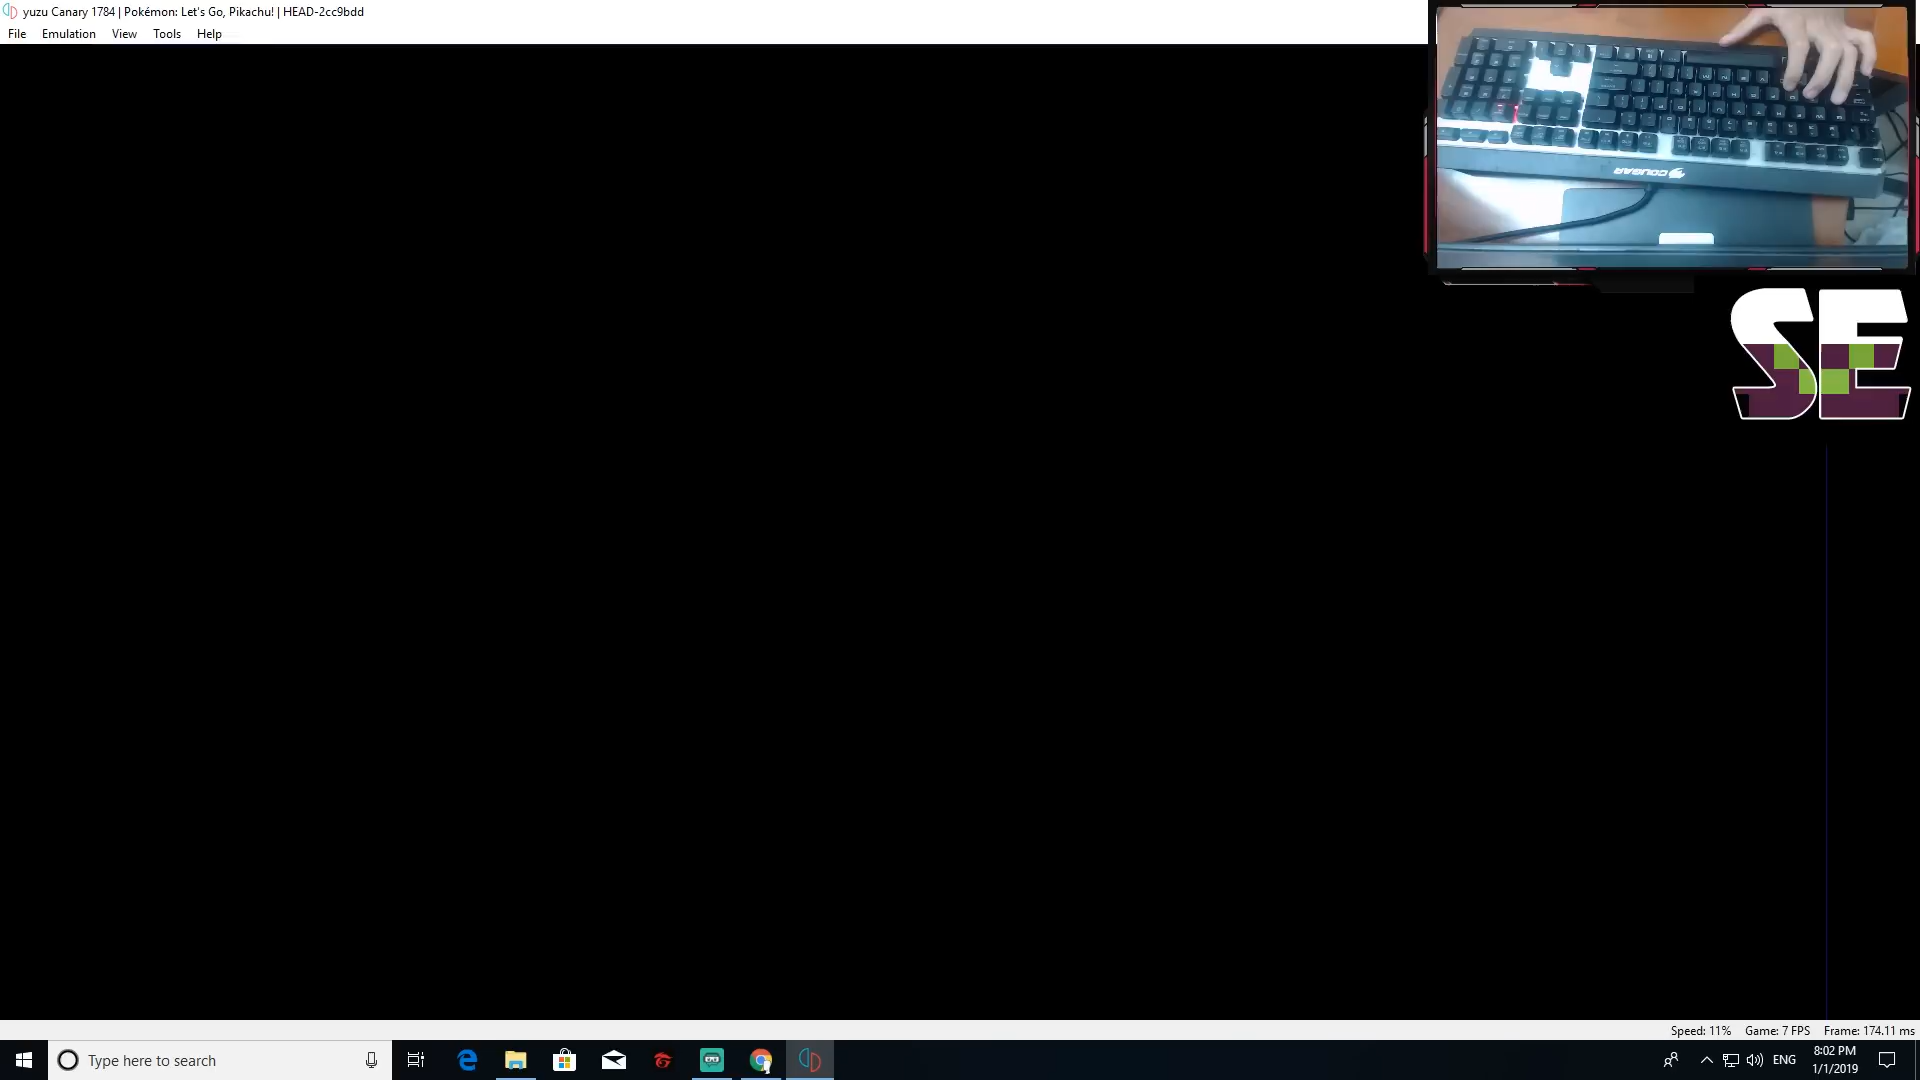 yuzu Canary 1784 | Pokémon: Let's Go, Pikachu! | HEAD-2cc9bdd
File Emulation View Tools Help
COUGAR
SE
Speed: 11% Game: 7 FPS Frame: 174.11 ms
Type here to search
ENG
8:02 PM
1/1/2019